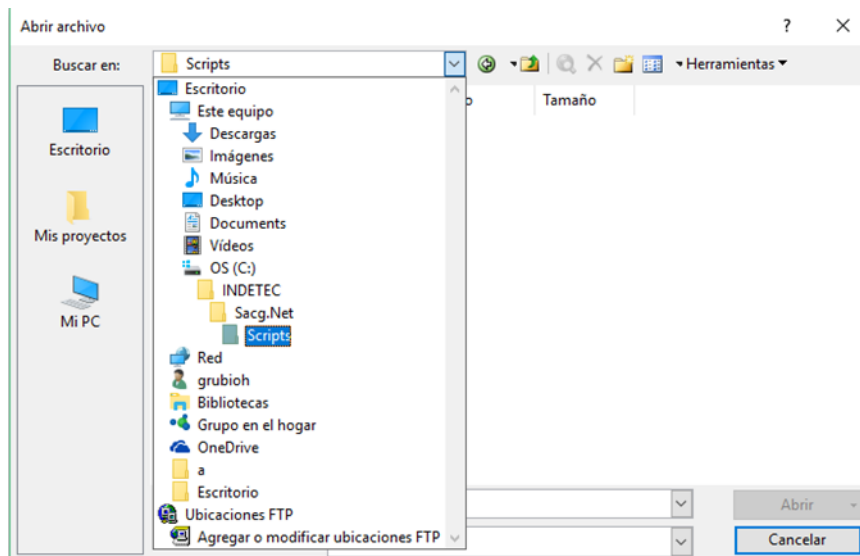 Abrir archivo ?
Buscar en: Scripts Herramientas
Escritorio
Este equipo
Descargas
Imágenes
Música
Desktop
Documents
Vídeos
OS (C:)
INDETEC
Sacg.Net
Scripts
Red
grubioh
Bibliotecas
Grupo en el hogar
OneDrive
a
Escritorio
Ubicaciones FTP
Agregar o modificar ubicaciones FTP
Tamaño
Escritorio
Mis proyectos
Mi PC
Abrir
Cancelar